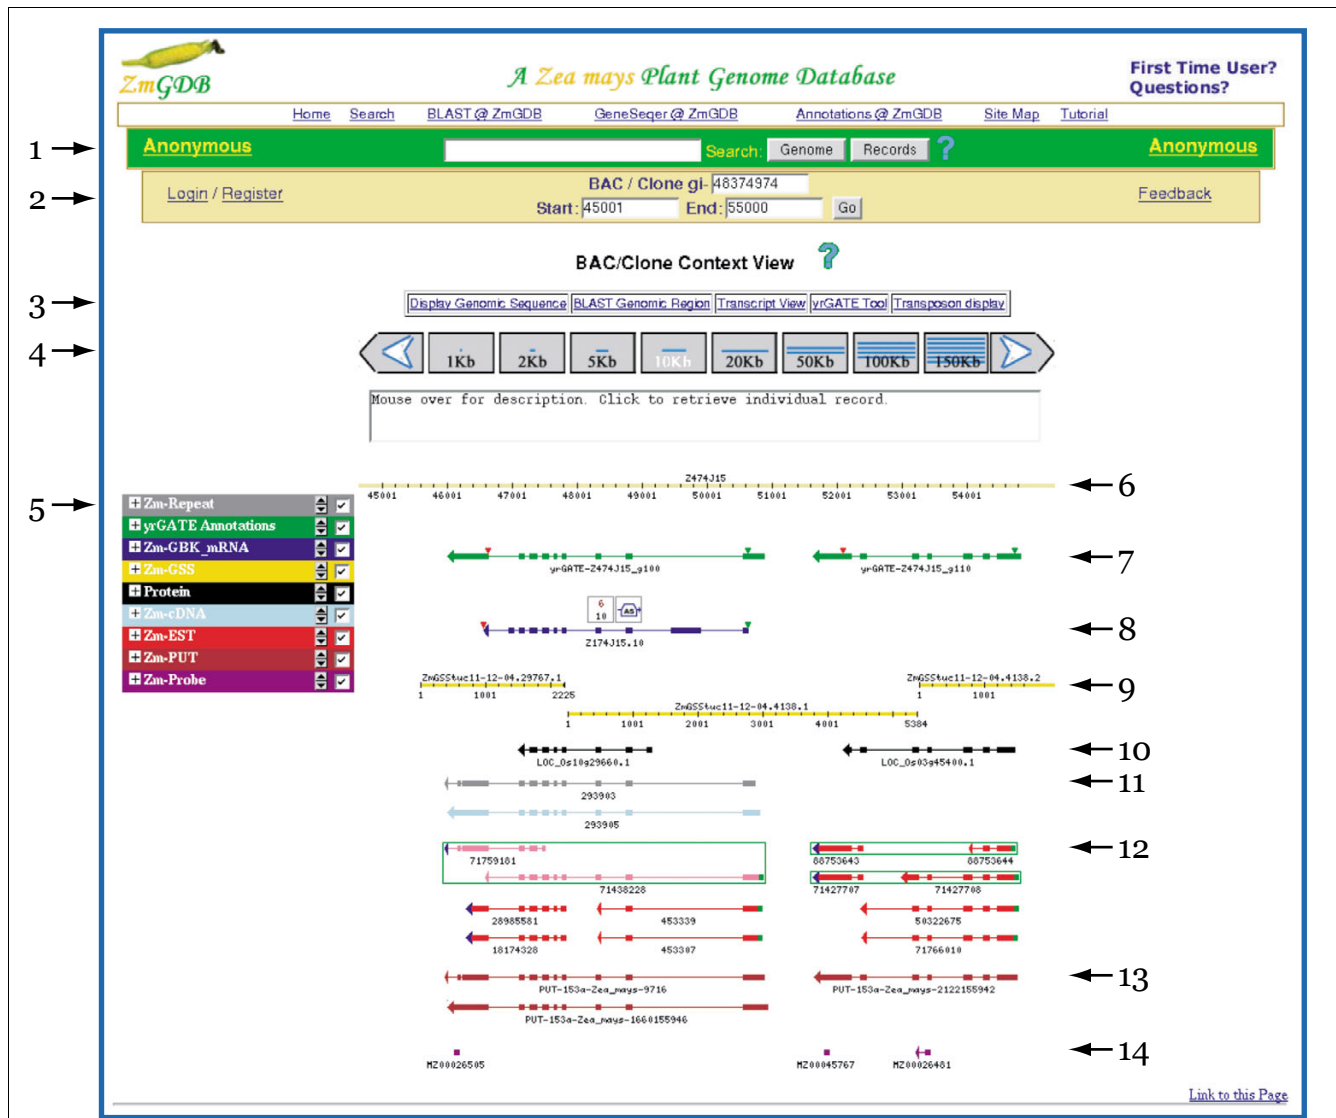 ZmGDB
A Zea mays Plant Genome Database
First Time User?
Questions?
Home Search BLAST @ ZmGDB GeneSeqer @ ZmGDB Annotations @ ZmGDB Site Map Tutorial
1
Anonymous Search: Genome Records ? Anonymous
2
Login / Register
BAC / Clone gi- 48374974
Start: 45001 End: 55000 Go
Feedback
BAC/Clone Context View ?
3
Display Genomic Sequence BLAST Genomic Region Transcript View yrGATE Tool Transposon display
4
1Kb 2Kb 5Kb 10Kb 20Kb 50Kb 100Kb 150Kb
Mouse over for description. Click to retrieve individual record.
5
Zm-Repeat
yrGATE Annotations
Zm-GBK_mRNA
Zm-GSS
Protein
Zm-cDNA
Zm-EST
Zm-PUT
Zm-Probe
Z474J15
45001 46001 47001 48001 49001 50001 51001 52001 53001 54001
6
yrGATE-Z474J15_g100 yrGATE-Z474J15_g110
7
6
10
AS
Z174J15.10
8
ZmGSStuc11-12-04.29767.1 ZmGSStuc11-12-04.4138.2
1 1001 2225 1 1001
9
ZmGSStuc11-12-04.4138.1
1 1001 2001 3001 4001 5384
LOC_Os10g29660.1 LOC_Os03g45400.1
10
293903
11
293905
71759181 88753643 88753644
12
71438228 71427707 71427708
28985581 453339 50322675
18174328 453307 71766010
PUT-153a-Zea_mays-9716 PUT-153a-Zea_mays-2122155942
13
PUT-153a-Zea_mays-1660155946
MZ00026505 MZ00045767 MZ00026481
14
Link to this Page